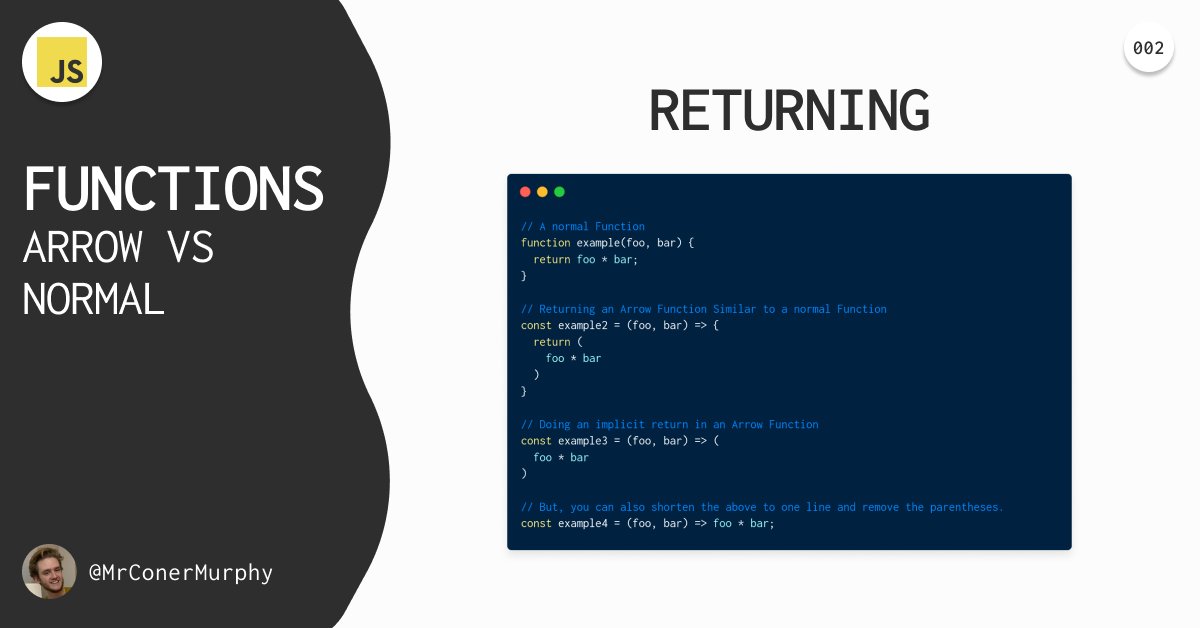 JS
FUNCTIONS
ARROW VS
NORMAL
@MrConerMurphy
002
RETURNING
// A normal Function
function example(foo, bar) {
  return foo * bar;
}
// Returning an Arrow Function Similar to a normal Function
const example2 = (foo, bar) => {
  return (
    foo * bar
  )
}
// Doing an implicit return in an Arrow Function
const example3 = (foo, bar) => (
  foo * bar
)
// But, you can also shorten the above to one line and remove the parentheses.
const example4 = (foo, bar) => foo * bar;